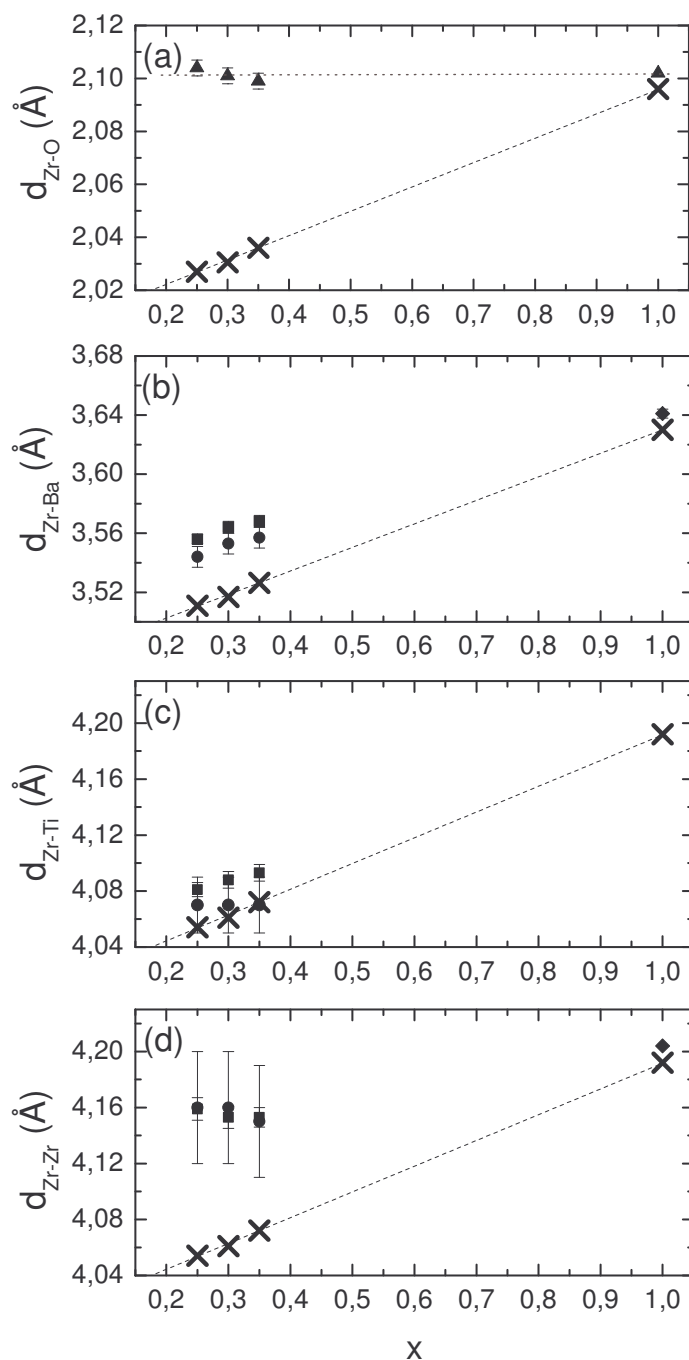 (a)
d_Zr-O (Å)
2,12
2,10
2,08
2,06
2,04
2,02
0,2 0,3 0,4 0,5 0,6 0,7 0,8 0,9 1,0
(b)
d_Zr-Ba (Å)
3,68
3,64
3,60
3,56
3,52
0,2 0,3 0,4 0,5 0,6 0,7 0,8 0,9 1,0
(c)
d_Zr-Ti (Å)
4,20
4,16
4,12
4,08
4,04
0,2 0,3 0,4 0,5 0,6 0,7 0,8 0,9 1,0
(d)
d_Zr-Zr (Å)
4,20
4,16
4,12
4,08
4,04
0,2 0,3 0,4 0,5 0,6 0,7 0,8 0,9 1,0
x